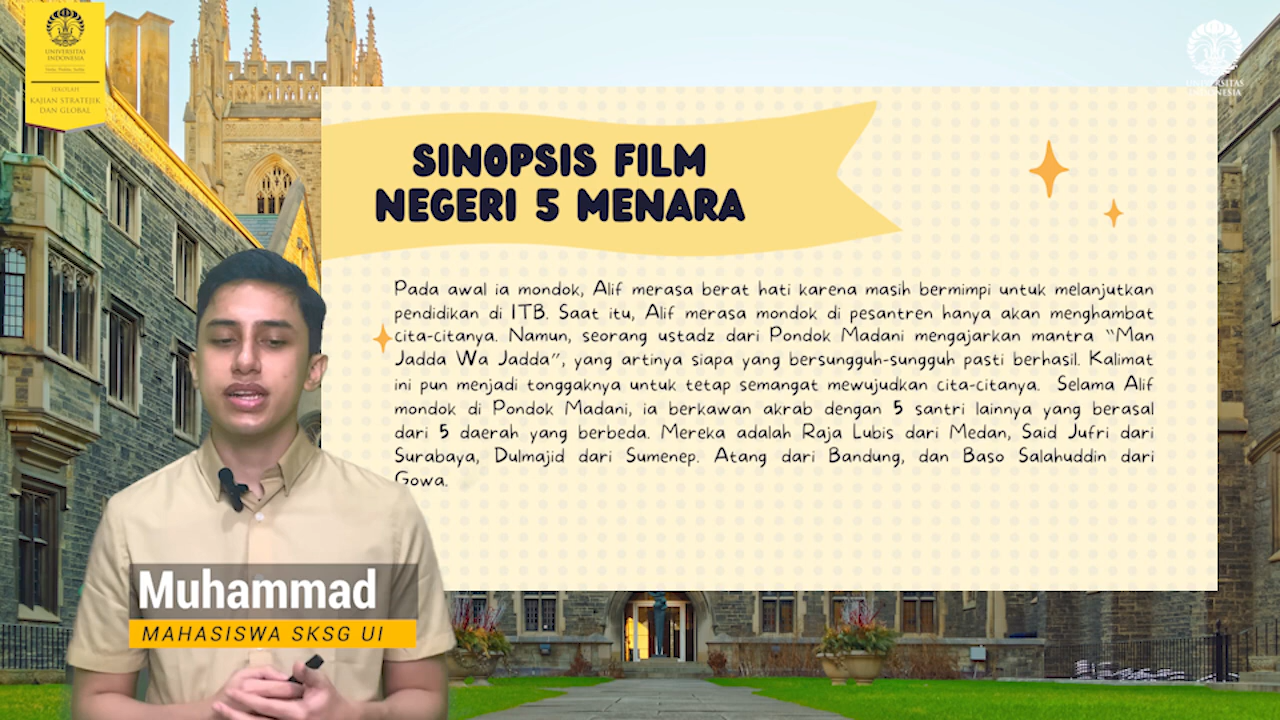 UNIVERSITAS
INDONESIA
SEKOLAH
KAJIAN STRATEJIK
DAN GLOBAL
UNIVERSITAS
INDONESIA
SINOPSIS FILM
NEGERI 5 MENARA
Pada awal ia mondok, Alif merasa berat hati karena masih bermimpi untuk melanjutkan
pendidikan di ITB. Saat itu, Alif merasa mondok di pesantren hanya akan menghambat
cita-citanya. Namun, seorang ustadz dari Pondok Madani mengajarkan mantra “Man
Jadda Wa Jadda”, yang artinya siapa yang bersungguh-sungguh pasti berhasil. Kalimat
ini pun menjadi tonggaknya untuk tetap semangat mewujudkan cita-citanya. Selama Alif
mondok di Pondok Madani, ia berkawan akrab dengan 5 santri lainnya yang berasal
dari 5 daerah yang berbeda. Mereka adalah Raja Lubis dari Medan, Said Jufri dari
Surabaya, Dulmajid dari Sumenep. Atang dari Bandung, dan Baso Salahuddin dari
Gowa.
Muhammad
MAHASISWA SKSG UI